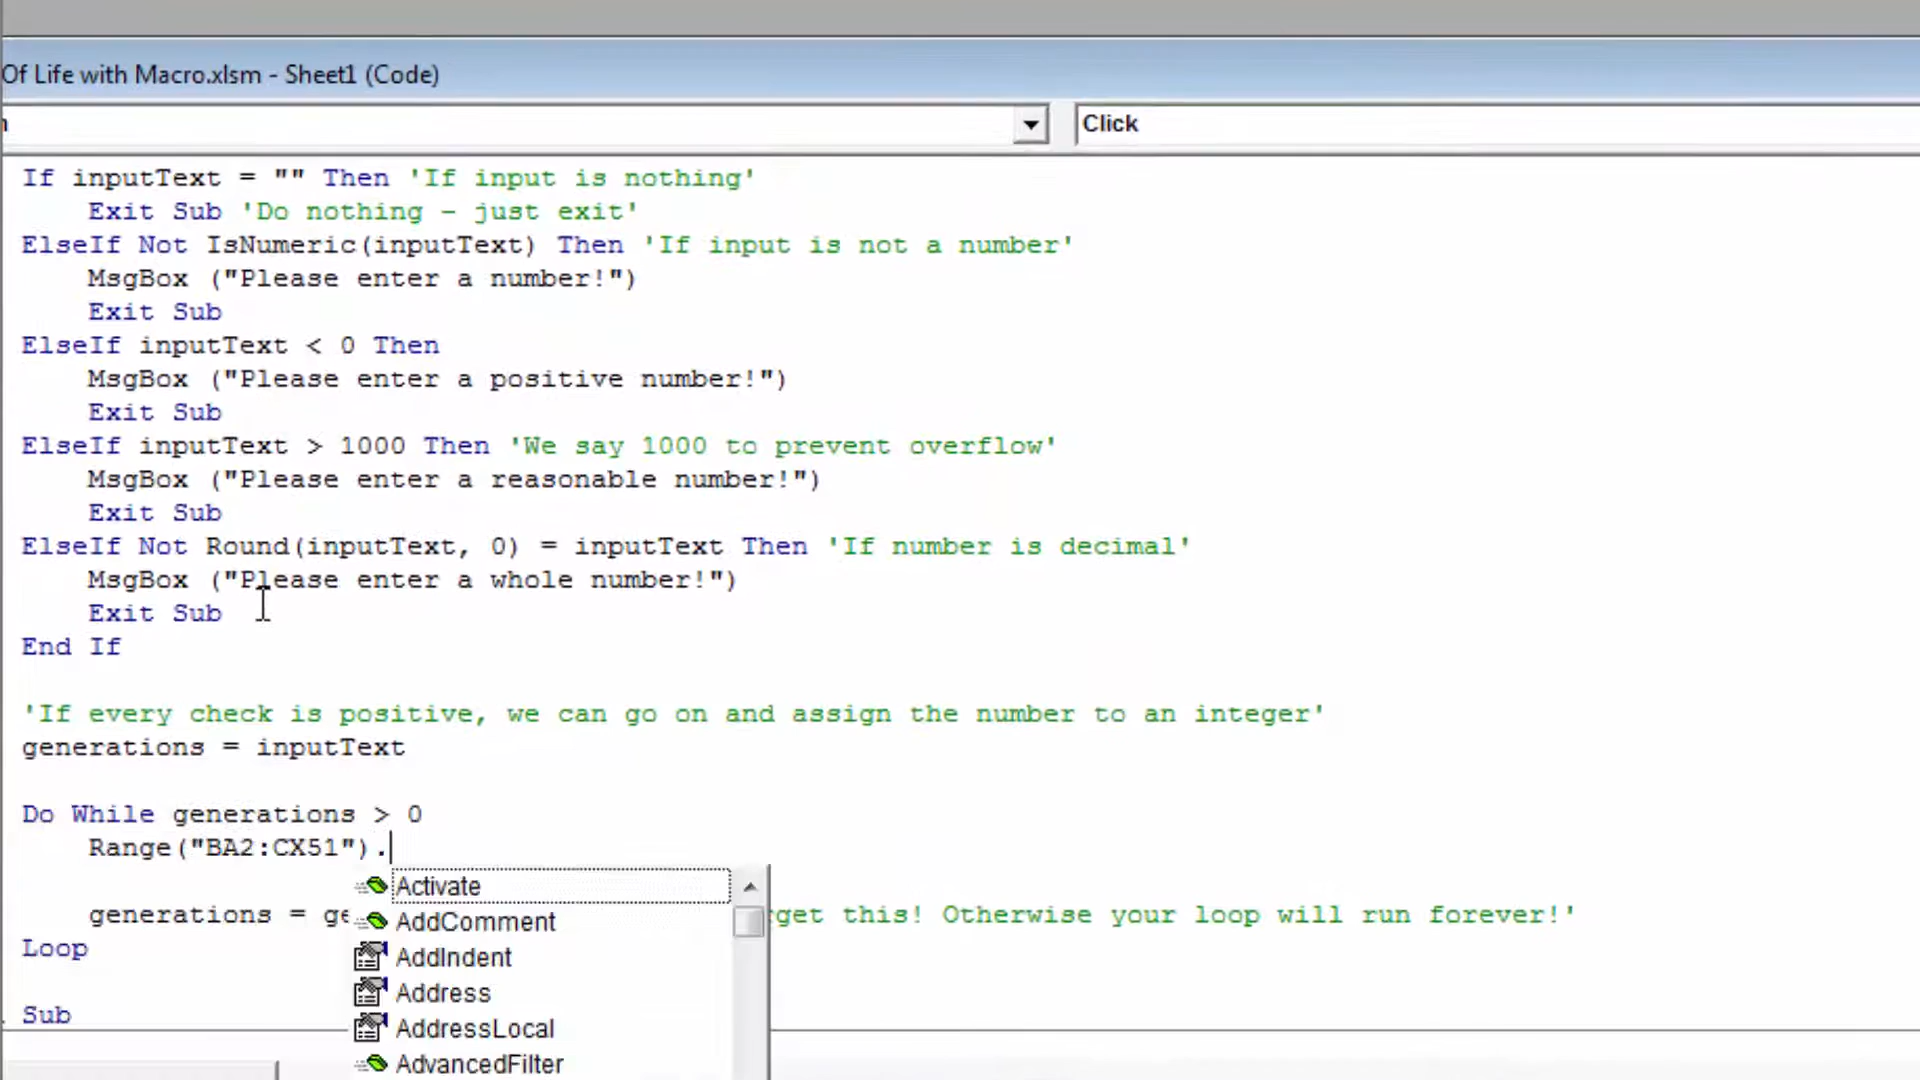 Of Life with Macro.xlsm - Sheet1 (Code)
Click
If inputText = "" Then 'If input is nothing'
Exit Sub 'Do nothing - just exit'
ElseIf Not IsNumeric(inputText) Then 'If input is not a number'
MsgBox ("Please enter a number!")
Exit Sub
ElseIf inputText < 0 Then
MsgBox ("Please enter a positive number!")
Exit Sub
ElseIf inputText > 1000 Then 'We say 1000 to prevent overflow'
MsgBox ("Please enter a reasonable number!")
Exit Sub
ElseIf Not Round(inputText, 0) = inputText Then 'If number is decimal'
MsgBox ("Please enter a whole number!")
Exit Sub
End If
'If every check is positive, we can go on and assign the number to an integer'
generations = inputText
Do While generations > 0
Range("BA2:CX51").
Activate
generations = this! Otherwise your loop will run forever!'
AddComment
Loop
AddIndent
Address
Sub
AddressLocal
AdvancedFilter